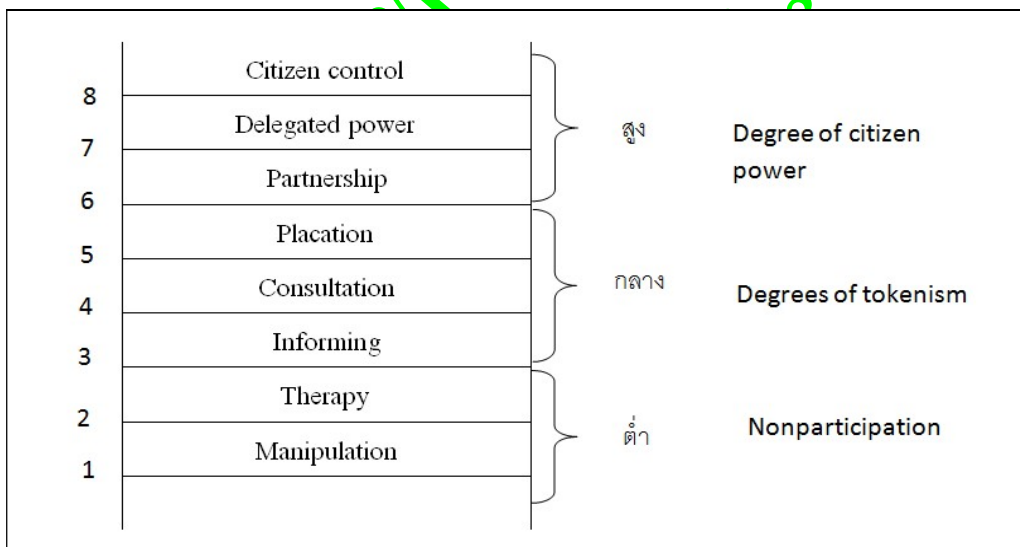 Citizen control
8
Delegated power
สูง
Degree of citizen
power
7
Partnership
6
Placation
5
Consultation
กลาง
Degrees of tokenism
4
Informing
3
Therapy
2
ต่ำ
Nonparticipation
Manipulation
1